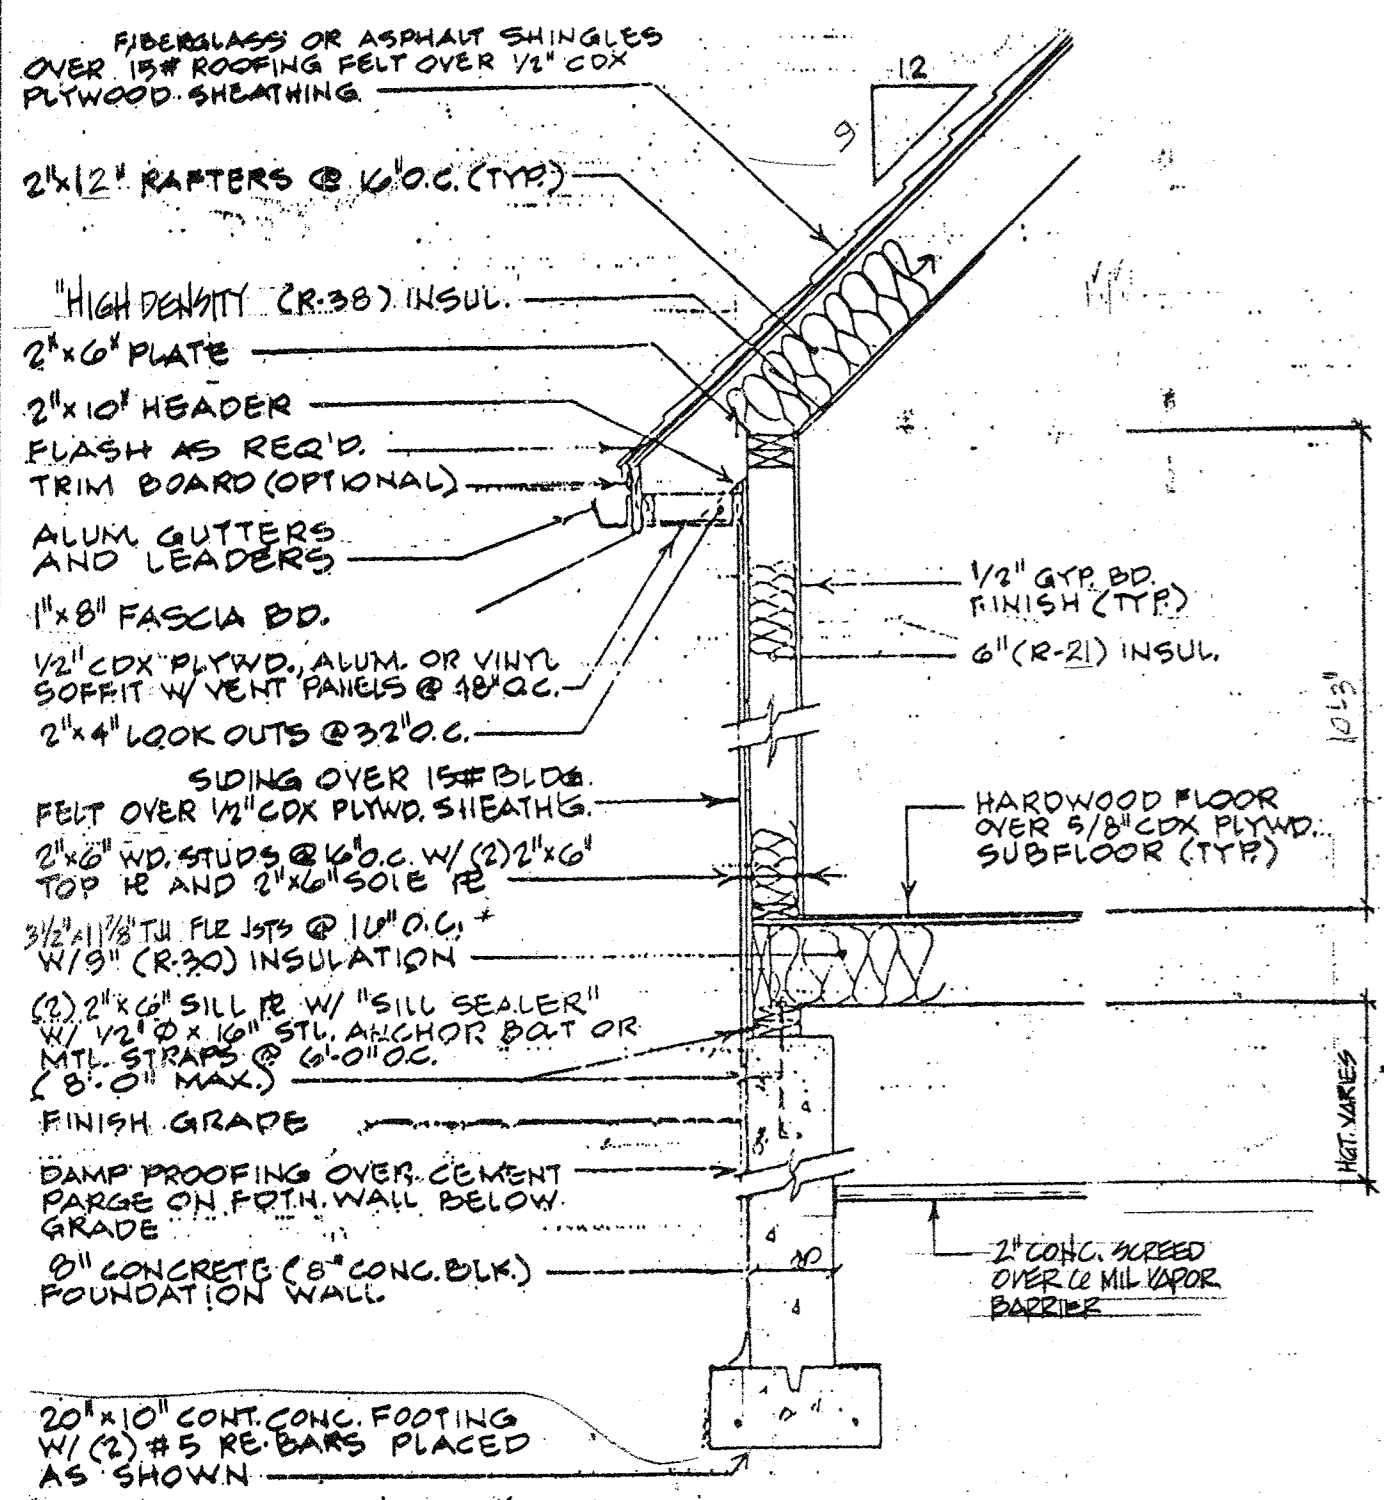 FIBERGLASS OR ASPHALT SHINGLES
OVER 15# ROOFING FELT OVER 1/2" CDX
PLYWOOD SHEATHING
12
9
2"x12" RAFTERS @ 16"O.C. (TYP.)
"HIGH DENSITY (R-38) INSUL.
2"x6" PLATE
2"x10" HEADER
FLASH AS REQ'D.
TRIM BOARD (OPTIONAL)
ALUM. GUTTERS
AND LEADERS
1"x8" FASCIA BD.
1/2" CDX PLYWD., ALUM. OR VINYL
SOFFIT W/ VENT PANELS @ 48" O.C.
2"x4" LOOK OUTS @ 32"O.C.
SIDING OVER 15# BLDG.
FELT OVER 1/2" CDX PLYWD. SHEATH'G.
2"x6" WD. STUDS @ 16"O.C. W/ (2) 2"x6"
TOP PL AND 2"x6" SOLE PL
3 1/2"x11 7/8" TJI FLR JSTS @ 16" O.C. *
W/9" (R-30) INSULATION
(2) 2"x6" SILL PL W/ "SILL SEALER"
W/ 1/2" Ø x 16" STL. ANCHOR BOLT OR
MTL. STRAPS @ 6'-0" O.C.
(8'-0" MAX.)
FINISH GRADE
DAMP PROOFING OVER CEMENT
PARGE ON FDTN. WALL BELOW
GRADE
8" CONCRETE (8" CONC. BLK.)
FOUNDATION WALL
20"x10" CONT. CONC. FOOTING
W/ (2) #5 RE-BARS PLACED
AS SHOWN
1/2" GYP. BD.
FINISH (TYP.)
6" (R-21) INSUL.
10'-3"
HARDWOOD FLOOR
OVER 5/8" CDX PLYWD.
SUBFLOOR (TYP.)
HGT. VARIES
2" CONC. SCREED
OVER 6 MIL VAPOR
BARRIER